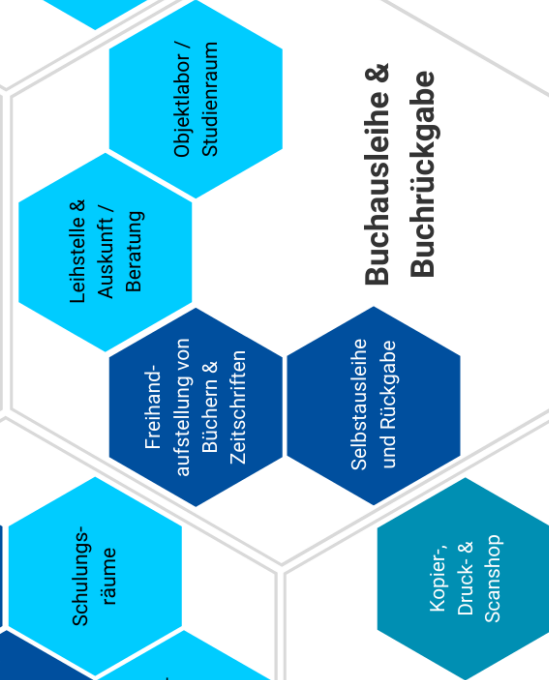 Buchausleihe &
Buchrückgabe
Objektlabor /
Studienraum
Leihstelle &
Auskunft /
Beratung
Freihand-
aufstellung von
Büchern &
Zeitschriften
Selbstausleihe
und Rückgabe
Schulungs-
räume
Kopier-,
Druck- &
Scanshop